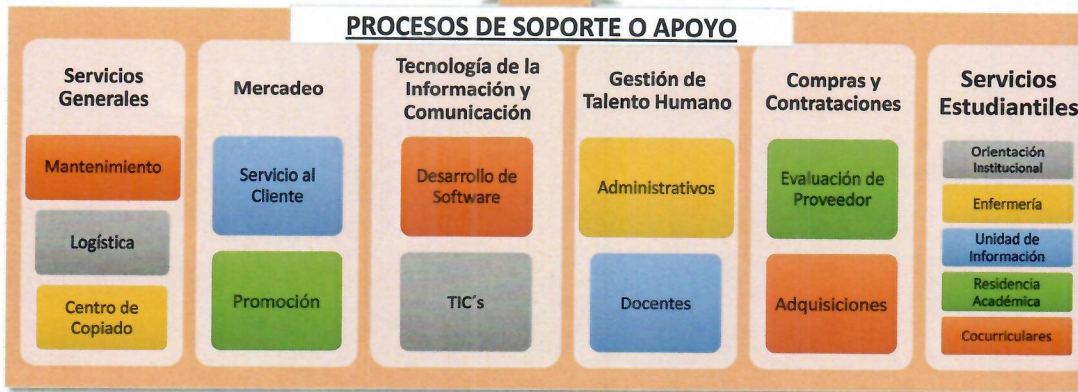 PROCESOS DE SOPORTE O APOYO
Servicios
Generales
Mantenimiento
Logística
Centro de
Copiado
Mercadeo
Servicio al
Cliente
Promoción
Tecnología de la
Información y
Comunicación
Desarrollo de
Software
TIC´s
Gestión de
Talento Humano
Administrativos
Docentes
Compras y
Contrataciones
Evaluación de
Proveedor
Adquisiciones
Servicios
Estudiantiles
Orientación
Institucional
Enfermería
Unidad de
Información
Residencia
Académica
Cocurriculares